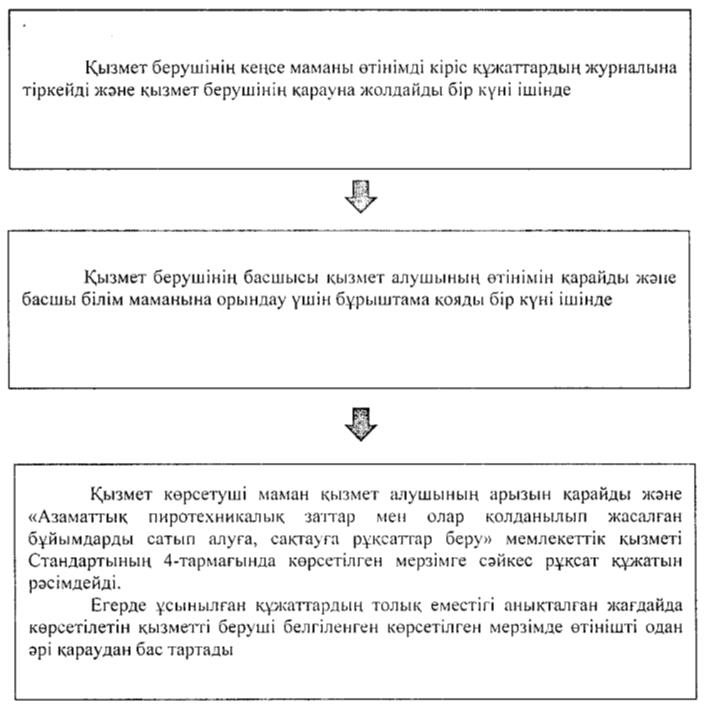 Қызмет берушінің кеңсе маманы өтінімді кіріс құжаттардың журналына
тіркейді және қызмет берушінің қарауна жолдайды бір күні ішінде
Қызмет берушінің басшысы қызмет алушының өтінімін қарайды және
басшы білім маманына орындау үшін бұрыштама қояды бір күні ішінде
Қызмет көрсетуші маман қызмет алушының арызын қарайды және
«Азаматтық пиротехникалық заттар мен олар қолданылып жасалған
бұйымдарды сатып алуға, сақтауға рұқсаттар беру» мемлекеттік қызметі
Стандартының 4-тармағында көрсетілген мерзімге сәйкес рұқсат құжатын
рәсімдейді.
Егерде ұсынылған құжаттардың толық еместігі анықталған жағдайда
көрсетілетін қызметті беруші белгіленген көрсетілген мерзімде өтінішті одан
әрі қараудан бас тартады